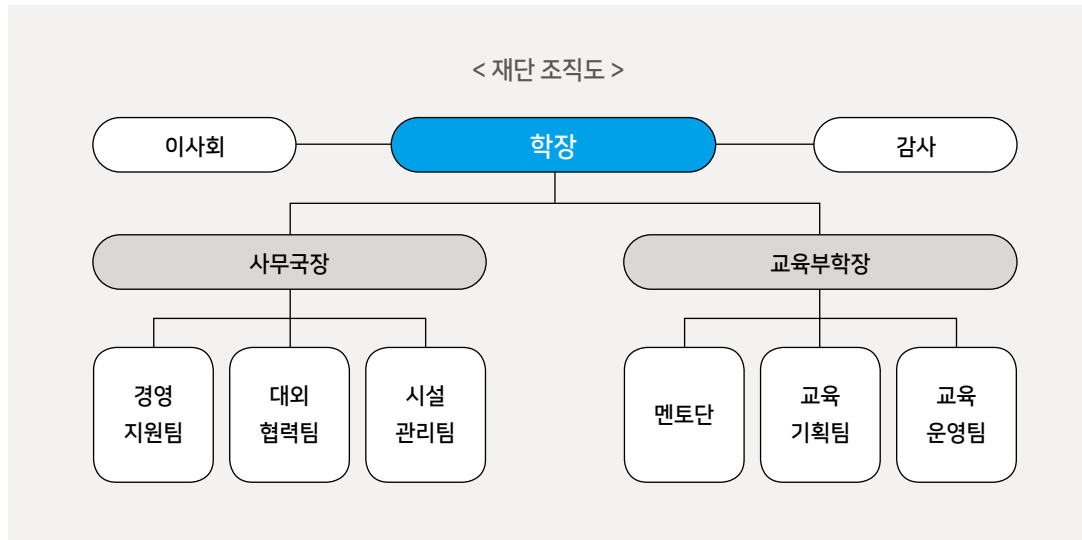 < 재단 조직도 >
이사회
학장
감사
사무국장
교육부학장
경영
지원팀
대외
협력팀
시설
관리팀
멘토단
교육
기획팀
교육
운영팀